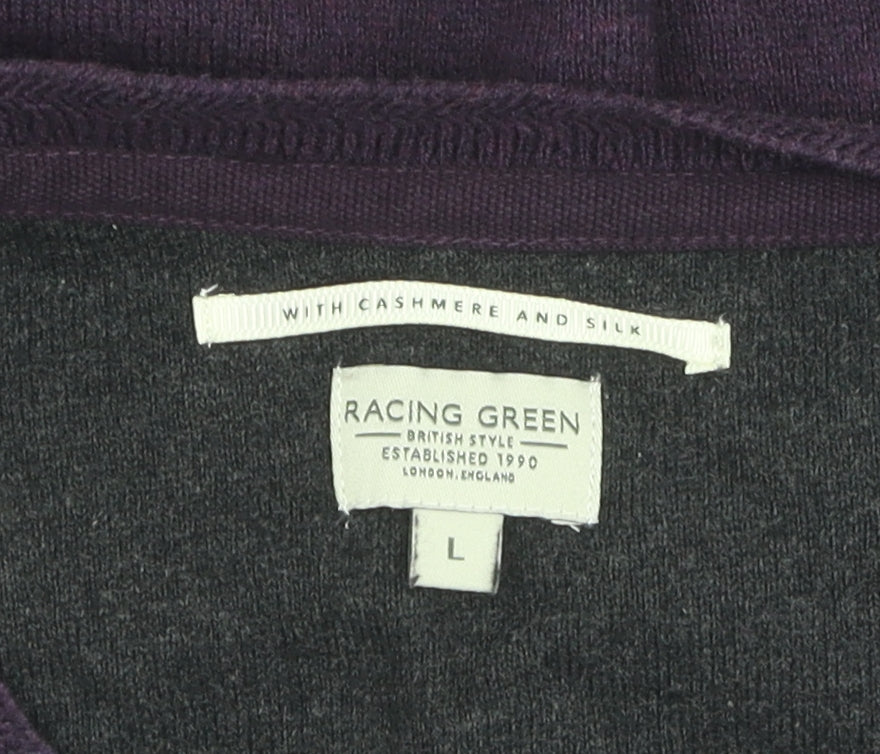 WITH CASHMERE AND SILK
RACING GREEN
BRITISH STYLE
ESTABLISHED 1990
LONDON, ENGLAND
L